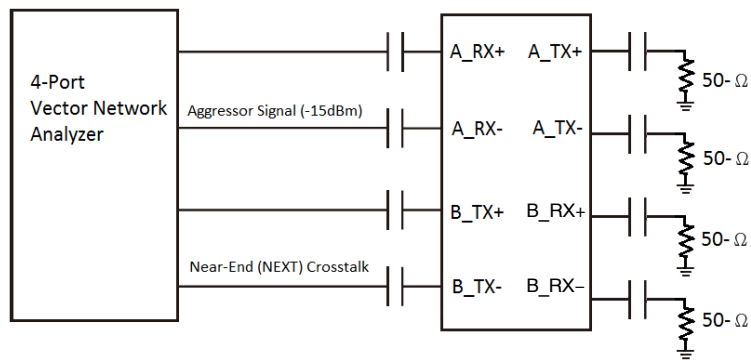 4-Port
Vector Network
Analyzer
Aggressor Signal (-15dBm)
Near-End (NEXT) Crosstalk
A_RX+ A_TX+
A_RX- A_TX-
B_TX+ B_RX+
B_TX- B_RX−
50- Ω
50- Ω
50- Ω
50- Ω